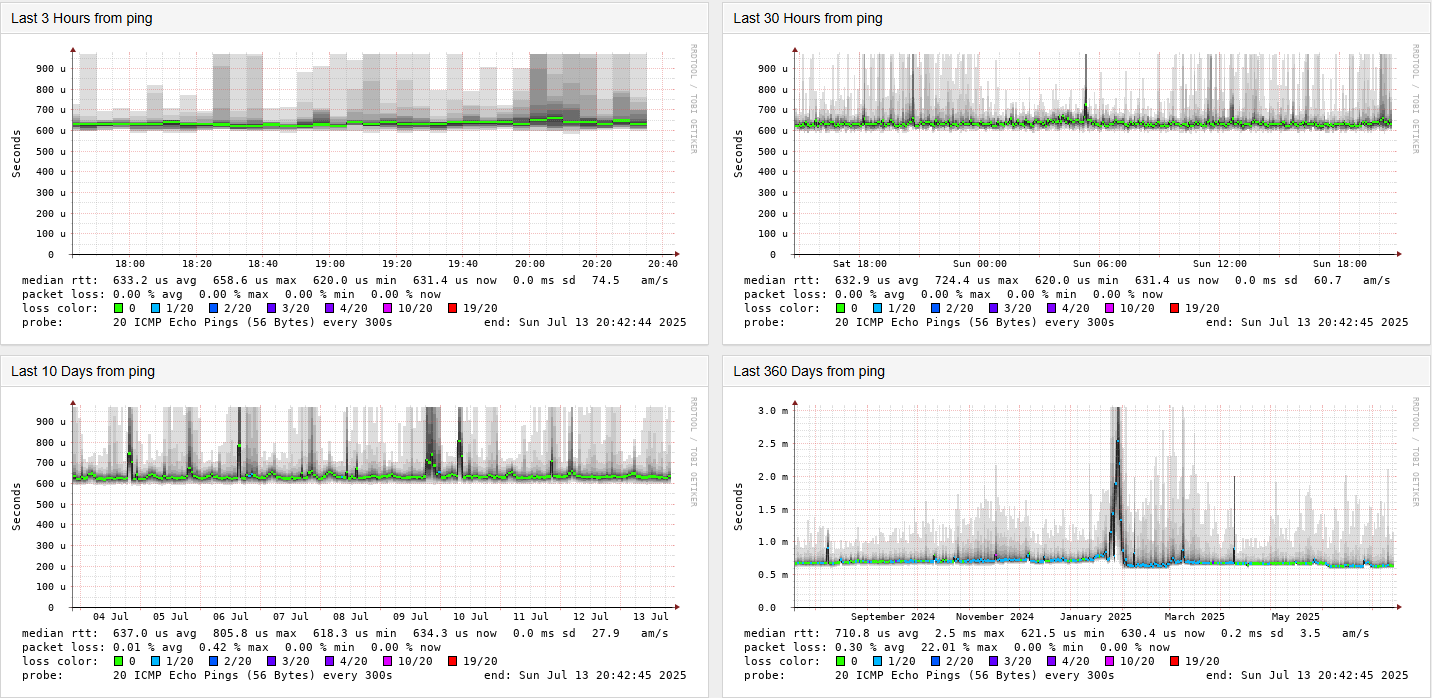 Last 3 Hours from ping
RRDTOOL / TOBI OETIKER
Seconds
900 u
800 u
700 u
600 u
500 u
400 u
300 u
200 u
100 u
0
18:00 18:20 18:40 19:00 19:20 19:40 20:00 20:20 20:40
median rtt: 633.2 us avg 658.6 us max 620.0 us min 631.4 us now 0.0 ms sd 74.5 am/s
packet loss: 0.00 % avg 0.00 % max 0.00 % min 0.00 % now
loss color: 0 1/20 2/20 3/20 4/20 10/20 19/20
probe: 20 ICMP Echo Pings (56 Bytes) every 300s end: Sun Jul 13 20:42:44 2025
Last 30 Hours from ping
RRDTOOL / TOBI OETIKER
Seconds
900 u
800 u
700 u
600 u
500 u
400 u
300 u
200 u
100 u
0
Sat 18:00 Sun 00:00 Sun 06:00 Sun 12:00 Sun 18:00
median rtt: 632.9 us avg 724.4 us max 620.0 us min 631.4 us now 0.0 ms sd 60.7 am/s
packet loss: 0.00 % avg 0.00 % max 0.00 % min 0.00 % now
loss color: 0 1/20 2/20 3/20 4/20 10/20 19/20
probe: 20 ICMP Echo Pings (56 Bytes) every 300s end: Sun Jul 13 20:42:45 2025
Last 10 Days from ping
RRDTOOL / TOBI OETIKER
Seconds
900 u
800 u
700 u
600 u
500 u
400 u
300 u
200 u
100 u
0
04 Jul 05 Jul 06 Jul 07 Jul 08 Jul 09 Jul 10 Jul 11 Jul 12 Jul 13 Jul
median rtt: 637.0 us avg 805.8 us max 618.3 us min 634.3 us now 0.0 ms sd 27.9 am/s
packet loss: 0.01 % avg 0.42 % max 0.00 % min 0.00 % now
loss color: 0 1/20 2/20 3/20 4/20 10/20 19/20
probe: 20 ICMP Echo Pings (56 Bytes) every 300s end: Sun Jul 13 20:42:45 2025
Last 360 Days from ping
RRDTOOL / TOBI OETIKER
Seconds
3.0 m
2.5 m
2.0 m
1.5 m
1.0 m
0.5 m
0.0
September 2024 November 2024 January 2025 March 2025 May 2025
median rtt: 710.8 us avg 2.5 ms max 621.5 us min 630.4 us now 0.2 ms sd 3.5 am/s
packet loss: 0.30 % avg 22.01 % max 0.00 % min 0.00 % now
loss color: 0 1/20 2/20 3/20 4/20 10/20 19/20
probe: 20 ICMP Echo Pings (56 Bytes) every 300s end: Sun Jul 13 20:42:45 2025